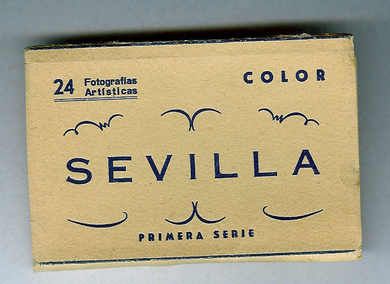 24 Fotografías Artísticas
COLOR
SEVILLA
PRIMERA SERIE